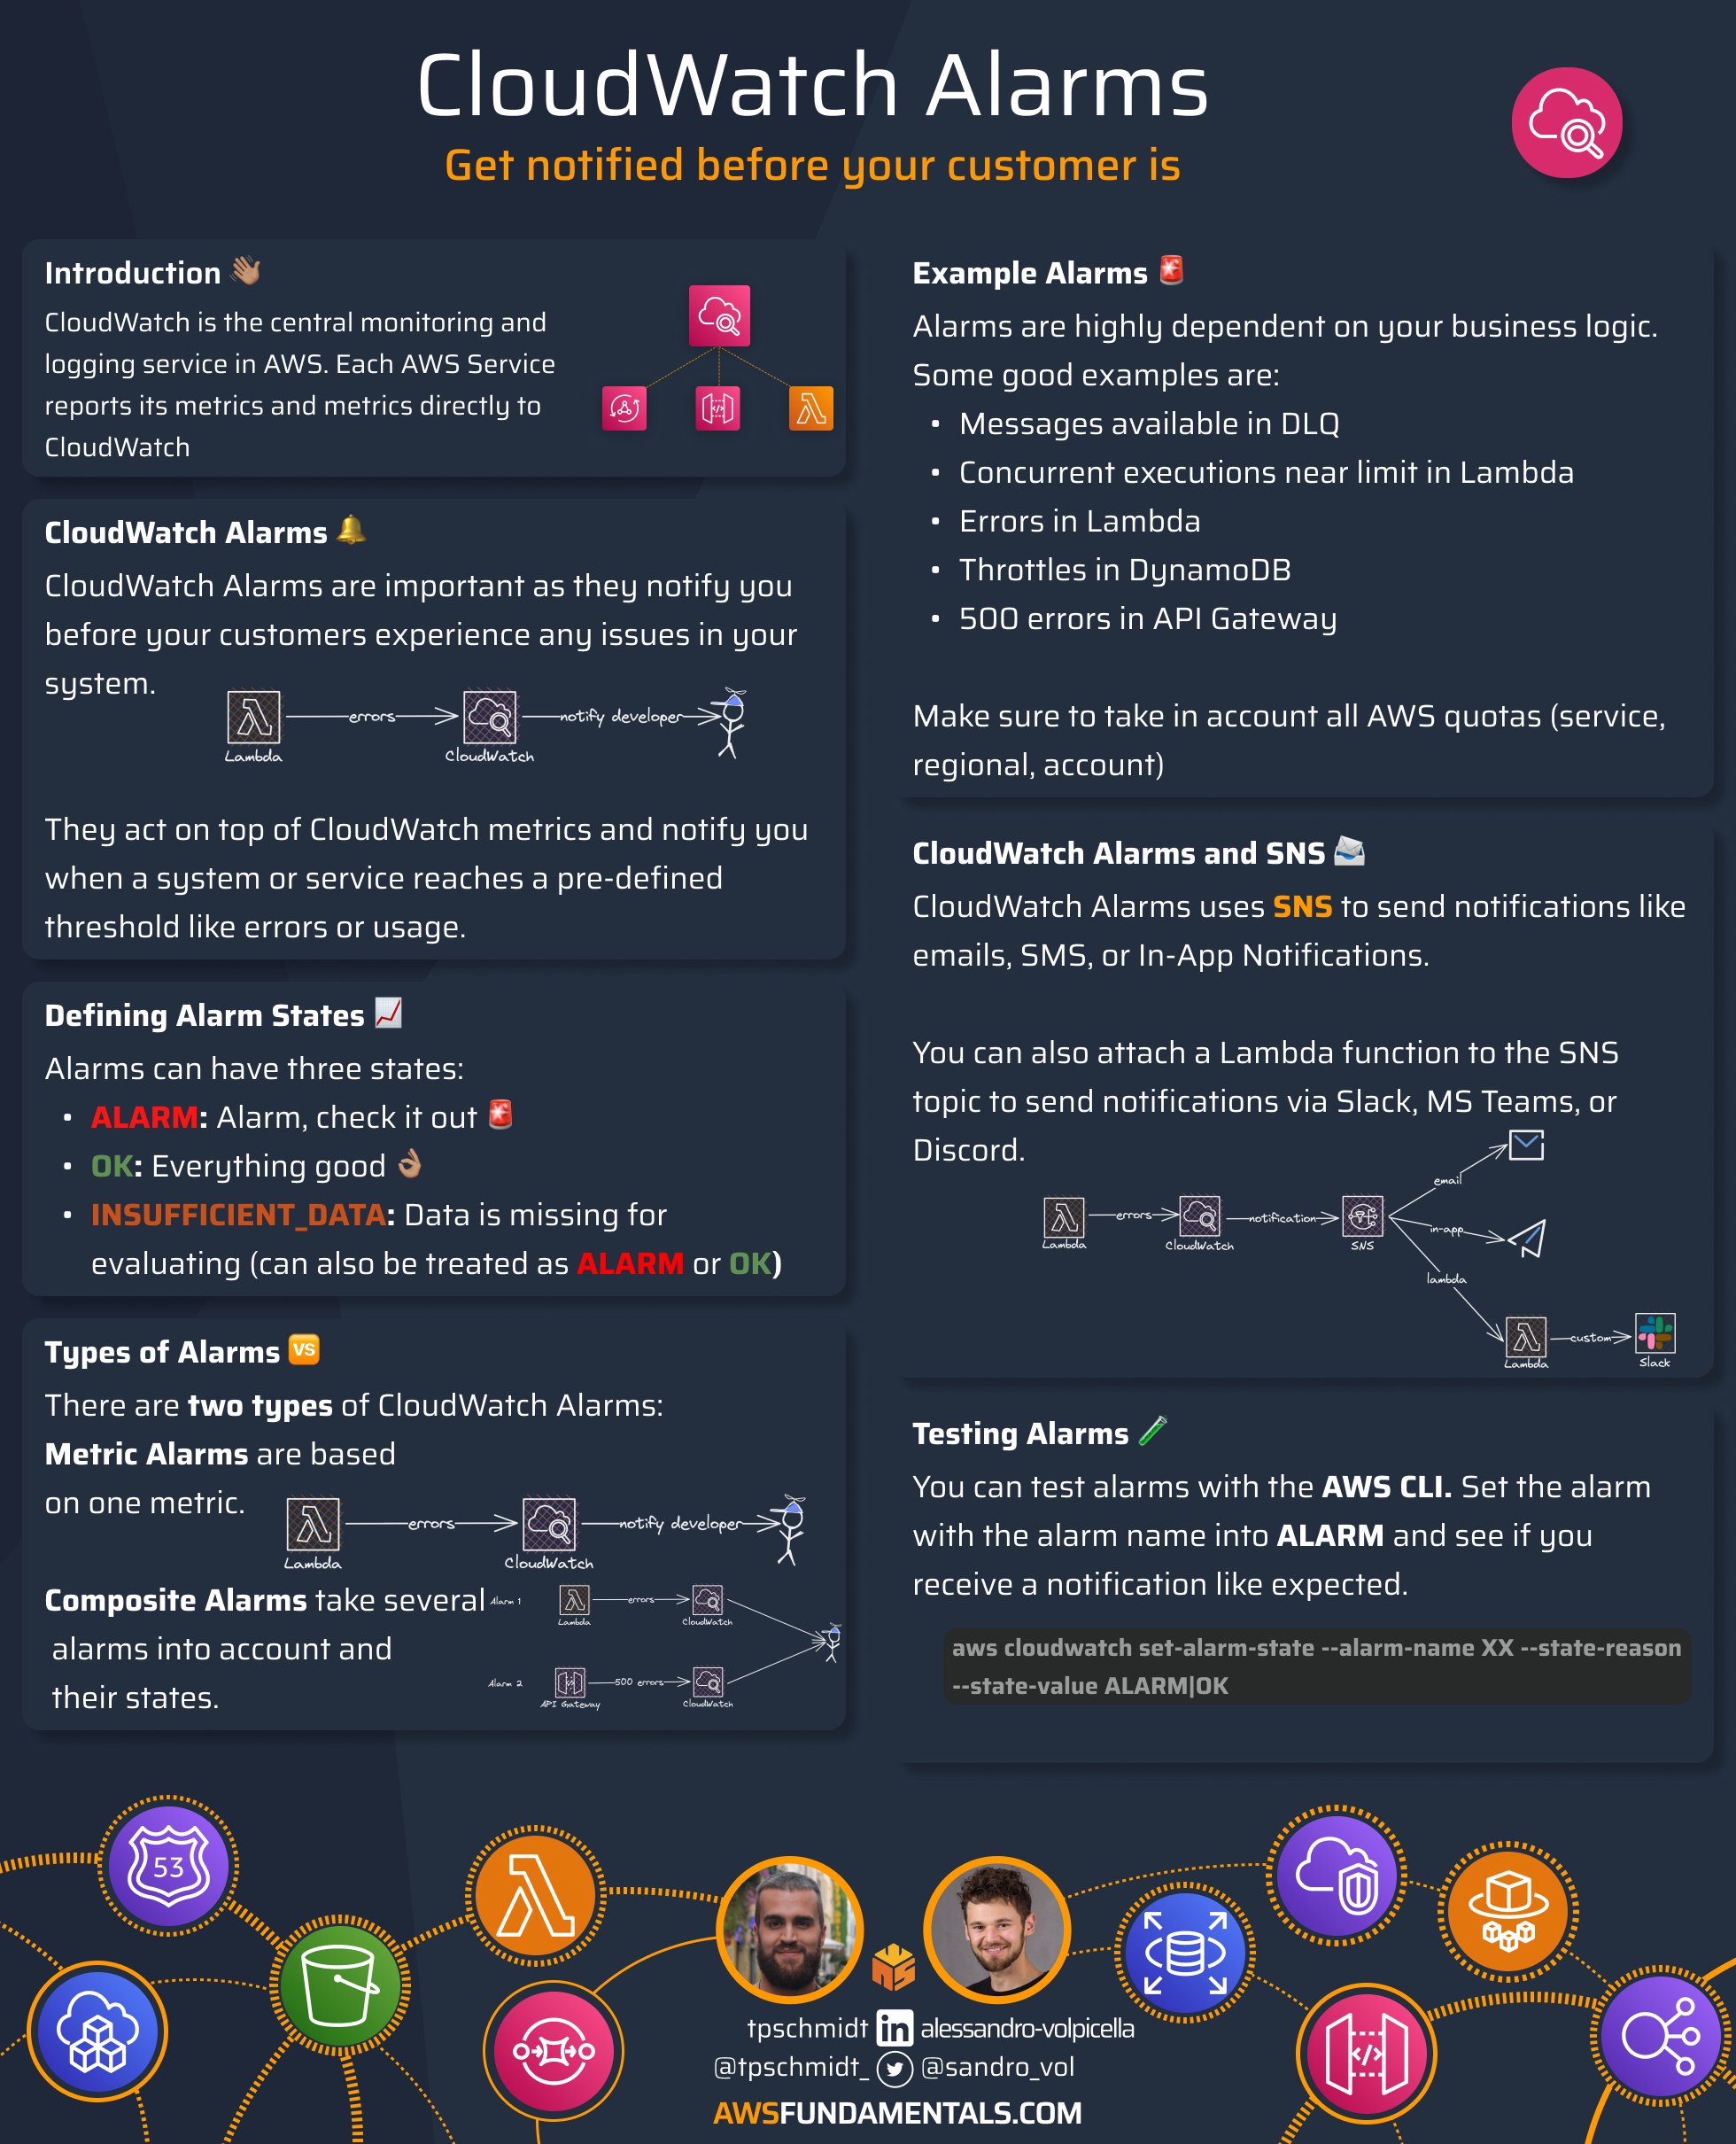 CloudWatch Alarms
Get notified before your customer is
Introduction 👋🏽
CloudWatch is the central monitoring and
logging service in AWS. Each AWS Service
reports its metrics and metrics directly to
CloudWatch
CloudWatch Alarms 🔔
CloudWatch Alarms are important as they notify you
before your customers experience any issues in your
system.
errors
notify developer
Lambda
CloudWatch
They act on top of CloudWatch metrics and notify you
when a system or service reaches a pre-defined
threshold like errors or usage.
Defining Alarm States 📈
Alarms can have three states:
• ALARM: Alarm, check it out 🚨
• OK: Everything good 👌🏽
• INSUFFICIENT_DATA: Data is missing for
evaluating (can also be treated as ALARM or OK)
Types of Alarms 🆚
There are two types of CloudWatch Alarms:
Metric Alarms are based
on one metric.
errors
notify developer
Lambda
CloudWatch
Composite Alarms take several
alarms into account and
their states.
Alarm 1
errors
Lambda
CloudWatch
Alarm 2
500 errors
API Gateway
CloudWatch
Example Alarms 🚨
Alarms are highly dependent on your business logic.
Some good examples are:
• Messages available in DLQ
• Concurrent executions near limit in Lambda
• Errors in Lambda
• Throttles in DynamoDB
• 500 errors in API Gateway
Make sure to take in account all AWS quotas (service,
regional, account)
CloudWatch Alarms and SNS 📨
CloudWatch Alarms uses SNS to send notifications like
emails, SMS, or In-App Notifications.
You can also attach a Lambda function to the SNS
topic to send notifications via Slack, MS Teams, or
Discord.
email
errors
notification
in-app
Lambda
CloudWatch
SNS
lambda
custom
Lambda
Slack
Testing Alarms 🧪
You can test alarms with the AWS CLI. Set the alarm
with the alarm name into ALARM and see if you
receive a notification like expected.
aws cloudwatch set-alarm-state --alarm-name XX --state-reason
--state-value ALARM|OK
53
tpschmidt in alessandro-volpicella
@tpschmidt_ @sandro_vol
AWSFUNDAMENTALS.COM